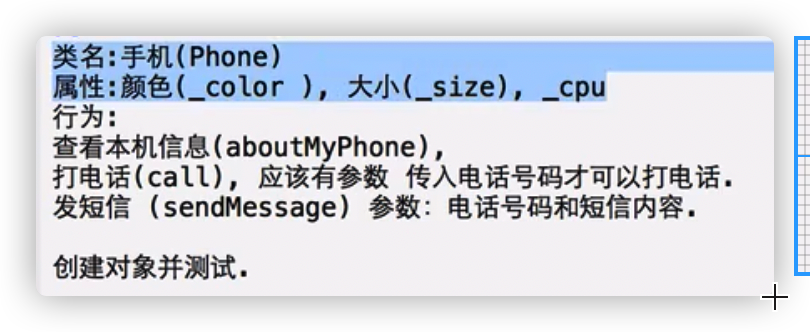 类名:手机(Phone)
属性:颜色(_color ), 大小(_size), _cpu
行为:
查看本机信息(aboutMyPhone),
打电话(call), 应该有参数 传入电话号码才可以打电话.
发短信 (sendMessage) 参数: 电话号码和短信内容.
创建对象并测试.